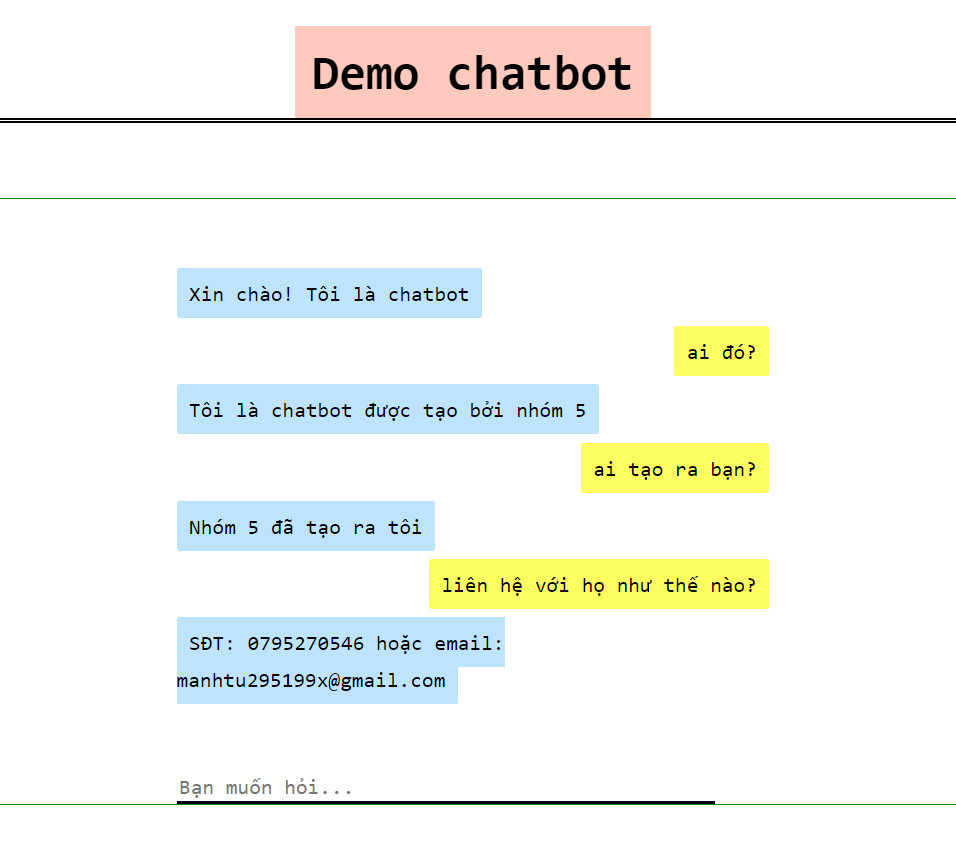 Demo chatbot
Xin chào! Tôi là chatbot
ai đó?
Tôi là chatbot được tạo bởi nhóm 5
ai tạo ra bạn?
Nhóm 5 đã tạo ra tôi
liên hệ với họ như thế nào?
SĐT: 0795270546 hoặc email:
manhtu295199x@gmail.com
Bạn muốn hỏi...